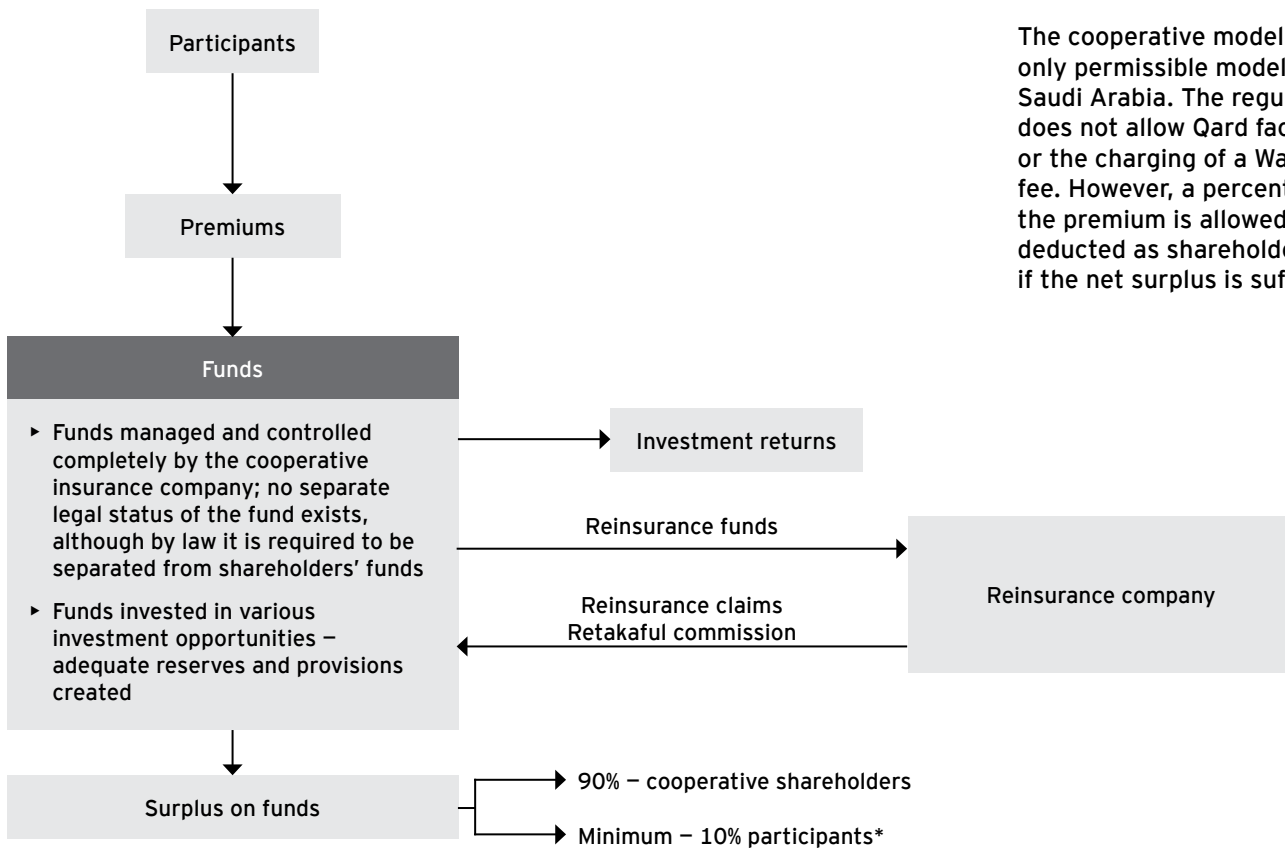 Participants
Premiums
Funds
▸ Funds managed and controlled
completely by the cooperative
insurance company; no separate
legal status of the fund exists,
although by law it is required to be
separated from shareholders’ funds
▸ Funds invested in various
investment opportunities –
adequate reserves and provisions
created
Investment returns
Reinsurance funds
Reinsurance claims
Retakaful commission
Reinsurance company
Surplus on funds
90% – cooperative shareholders
Minimum – 10% participants*
The cooperative model
only permissible model
Saudi Arabia. The regu
does not allow Qard fac
or the charging of a Wa
fee. However, a percent
the premium is allowed
deducted as sharehold
if the net surplus is suf